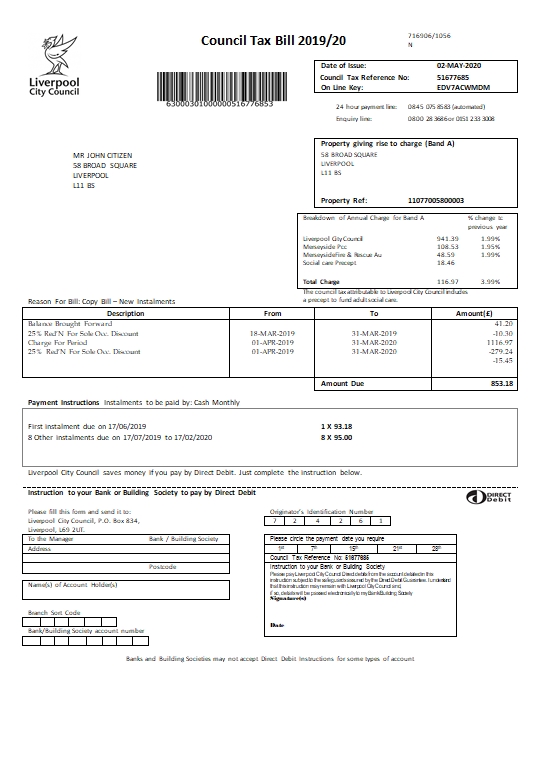 Council Tax Bill 2019/20
716906/1056
N
Liverpool
City Council
63000301000000516776853
Date of Issue: 02-MAY-2020
Council Tax Reference No: 51677685
On Line Key: EDV7ACWMDM
24 hour payment line: 0845 075 8583 (automated)
Enquiry line: 0800 28 3686 or 0151 233 3008
MR JOHN CITIZEN
58 BROAD SQUARE
LIVERPOOL
L11 BS
Property giving rise to charge (Band A)
58 BROAD SQUARE
LIVERPOOL
L11 BS
Property Ref: 11077005800003
Breakdown of Annual Charge for Band A % change to
previous year
Liverpool City Council 941.39 1.99%
Merseyside Pcc 108.53 1.95%
Merseyside Fire & Rescue Au 48.59 1.99%
Social care Precept 18.46
Total Charge 116.97 3.99%
The council tax attributable to Liverpool City Council includes
a precept to fund adult social care.
Reason For Bill: Copy Bill – New Instalments
Description From To Amount(£)
Balance Brought Forward 41.20
25% Red'N For Sole Occ. Discount 18-MAR-2019 31-MAR-2019 -10.30
Charge For Period 01-APR-2019 31-MAR-2020 1116.97
25% Red'N For Sole Occ. Discount 01-APR-2019 31-MAR-2020 -279.24
-15.45
Amount Due 853.18
Payment Instructions Instalments to be paid by: Cash Monthly
First instalment due on 17/06/2019 1 X 93.18
8 Other instalments due on 17/07/2019 to 17/02/2020 8 X 95.00
Liverpool City Council saves money if you pay by Direct Debit. Just complete the instruction below.
Instruction to your Bank or Building Society to pay by Direct Debit
DIRECT
Debit
Please fill this form and send it to:
Liverpool City Council, P.O. Box 834,
Liverpool, L69 2UT.
Originator's Identification Number
7 2 4 2 6 1
To the Manager Bank / Building Society
Address
Postcode
Name(s) of Account Holder(s)
Branch Sort Code
Bank/Building Society account number
Please circle the payment date you require
1st 7th 15th 21st 28th
Council Tax Reference No: 51677685
Instruction to your Bank or Building Society
Please pay Liverpool City Council Direct debits from the account detailed in this
instruction subject to the safeguards assured by the Direct Debit Guarantee. I understand
that this instruction may remain with Liverpool City Council and,
if so, details will be passed electronically to my Bank/Building Society
Signature(s)
Date
Banks and Building Societies may not accept Direct Debit Instructions for some types of account